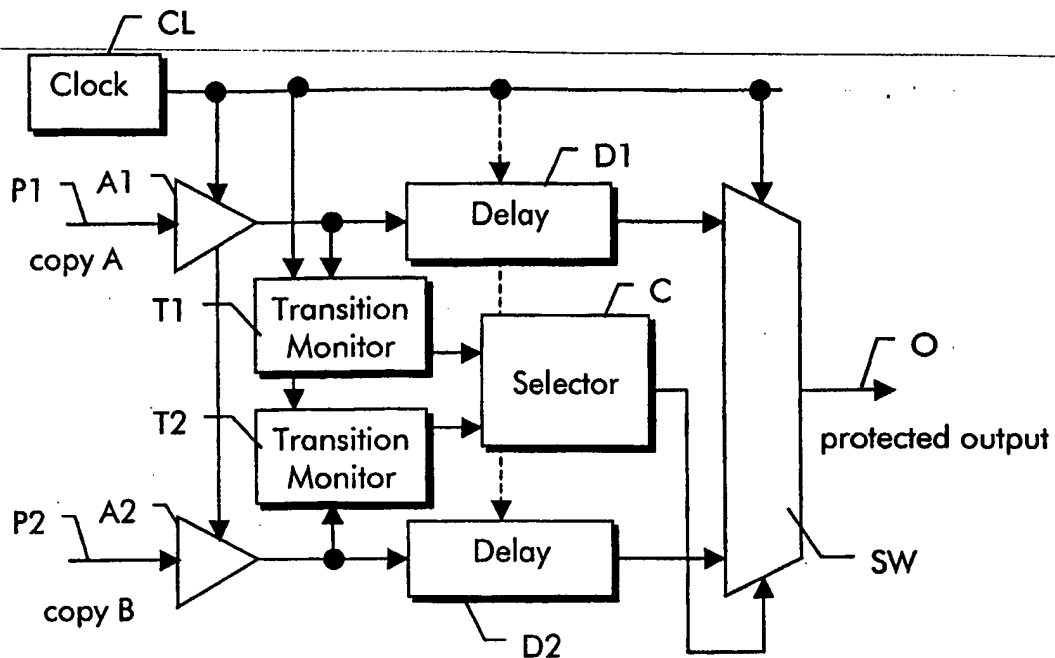 CL
Clock
D1
P1
A1
Delay
copy A
C
T1
Transition
Monitor
O
Selector
T2
Transition
Monitor
protected output
P2
A2
Delay
SW
copy B
D2